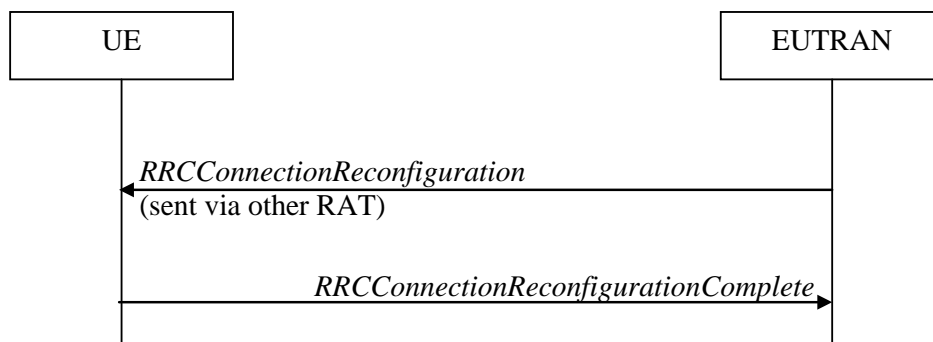 UE
EUTRAN
RRCConnectionReconfiguration
(sent via other RAT)
RRCConnectionReconfigurationComplete